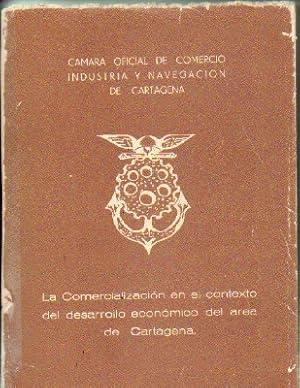 CAMARA OFICIAL DE COMERCIO
INDUSTRIA Y NAVEGACION
DE CARTAGENA
La Comercialización en el contexto
del desarrollo económico del area
de Cartagena.